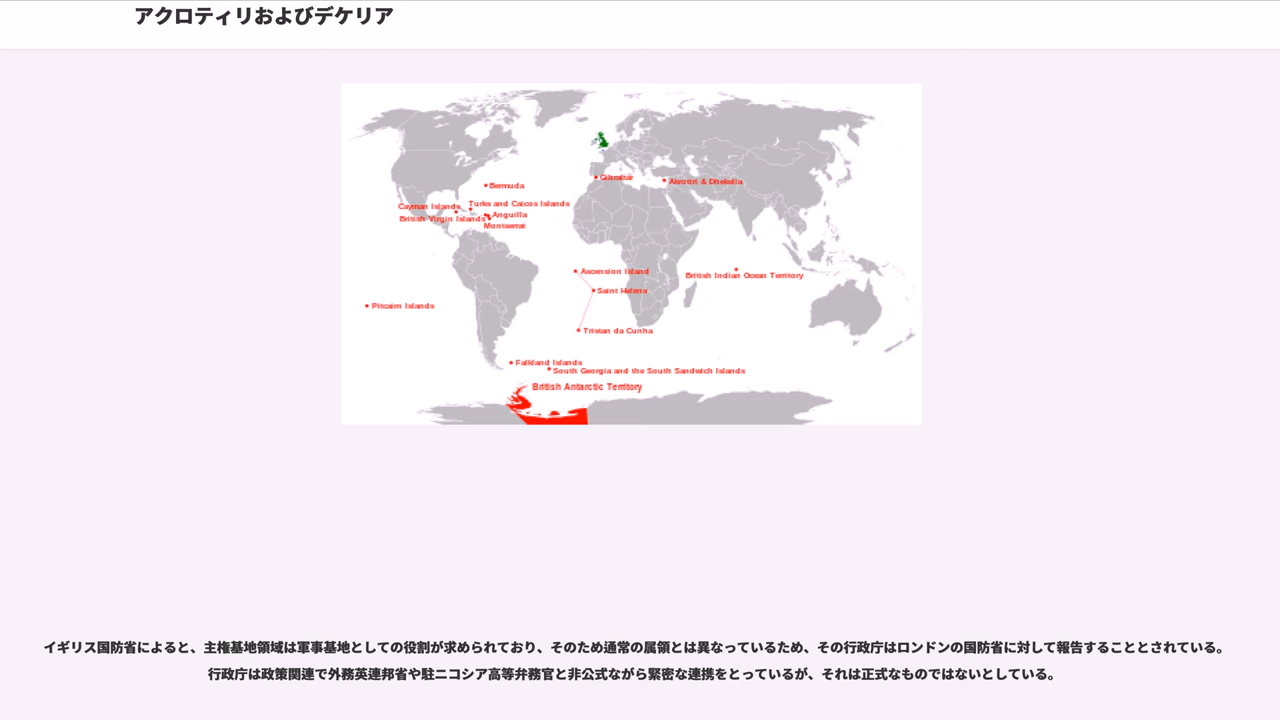 アクロティリおよびデケリア
Gibraltar
Akrotiri & Dhekelia
Bermuda
Cayman Islands
Turks and Caicos Islands
British Virgin Islands
Anguilla
Montserrat
Ascension Island
British Indian Ocean Territory
Saint Helena
Pitcairn Islands
Tristan da Cunha
Falkland Islands
South Georgia and the South Sandwich Islands
British Antarctic Territory
イギリス国防省によると、主権基地領域は軍事基地としての役割が求められており、そのため通常の属領とは異なっているため、その行政庁はロンドンの国防省に対して報告することとされている。
行政庁は政策関連で外務英連邦省や駐ニコシア高等弁務官と非公式ながら緊密な連携をとっているが、それは正式なものではないとしている。